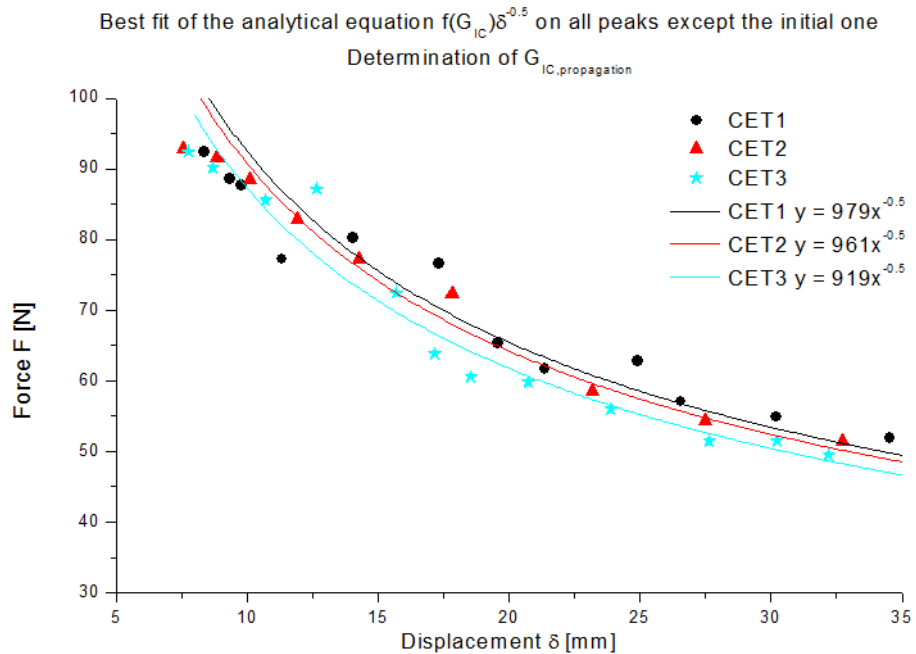 Best fit of the analytical equation f(G_IC)δ^-0.5 on all peaks except the initial one
Determination of G_IC,propagation
100
90
80
70
60
50
40
30
Force F [N]
5
10
15
20
25
30
35
Displacement δ [mm]
CET1
CET2
CET3
CET1 y = 979x^-0.5
CET2 y = 961x^-0.5
CET3 y = 919x^-0.5